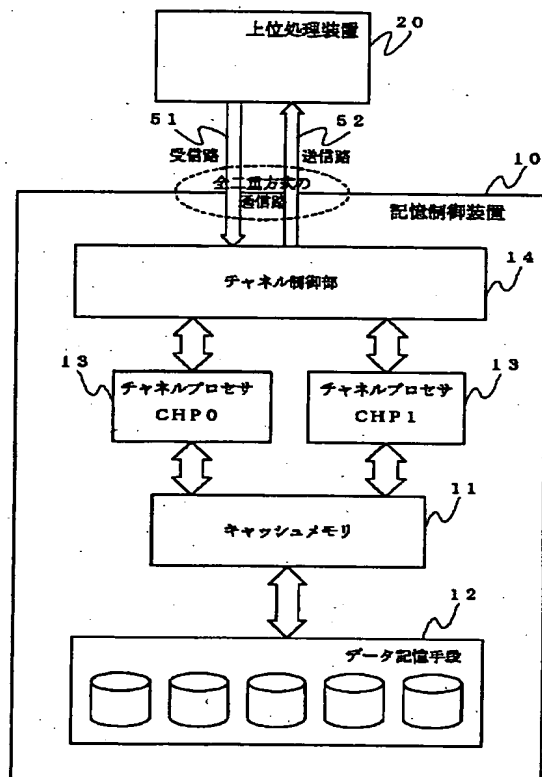 上位処理装置
２０
５１
５２
受信路
送信路
全二重方式の
通信路
１０
記憶制御装置
チャネル制御部
１４
１３
チャネルプロセサ
ＣＨＰ０
チャネルプロセサ
ＣＨＰ１
１３
１１
キャッシュメモリ
１２
データ記憶手段